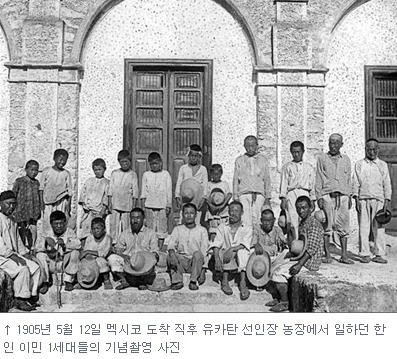 ↑ 1905년 5월 12일 멕시코 도착 직후 유카탄 선인장 농장에서 일하던 한
인 이민 1세대들의 기념촬영 사진